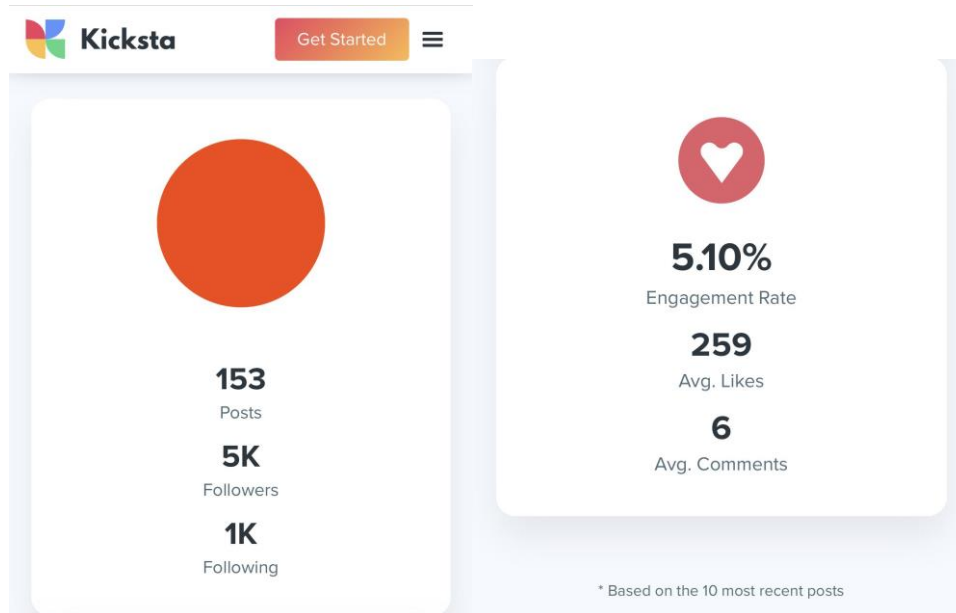 Kicksta
Get Started
153
Posts
5K
Followers
1K
Following
5.10%
Engagement Rate
259
Avg. Likes
6
Avg. Comments
* Based on the 10 most recent posts